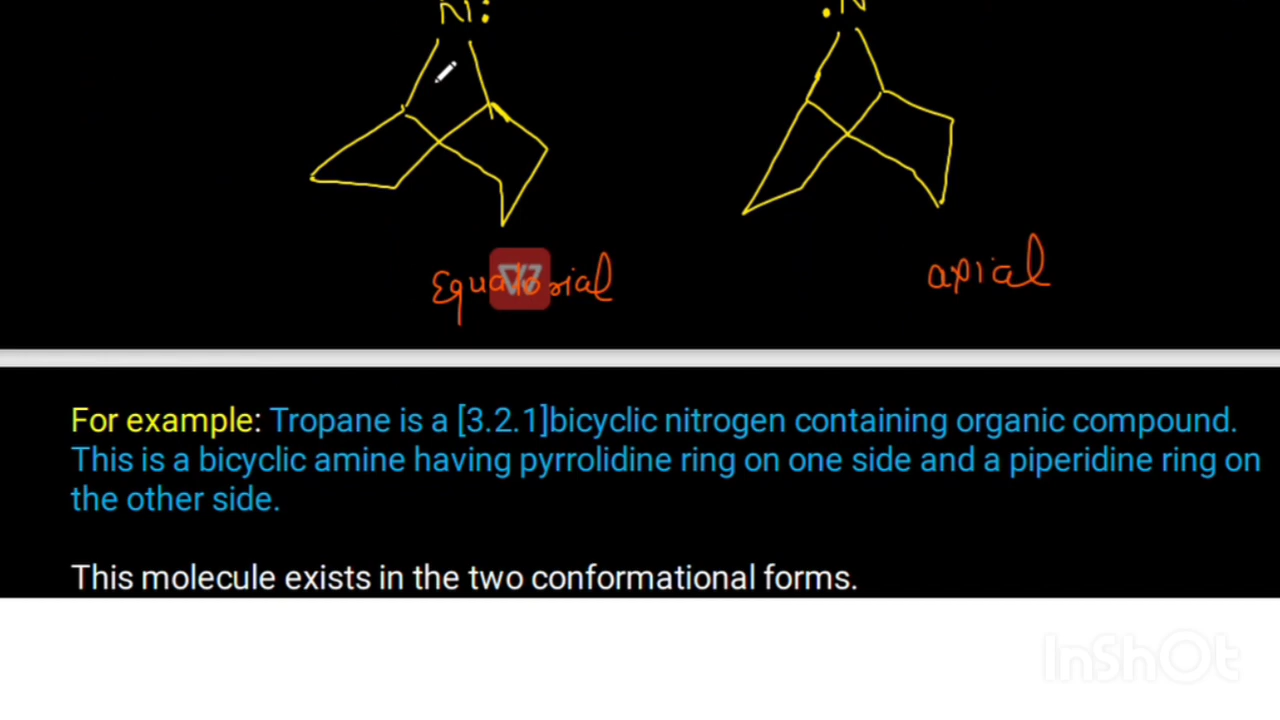 N: .N
Equatorial axial
For example: Tropane is a [3.2.1]bicyclic nitrogen containing organic compound.
This is a bicyclic amine having pyrrolidine ring on one side and a piperidine ring on
the other side.
This molecule exists in the two conformational forms.
InShOt